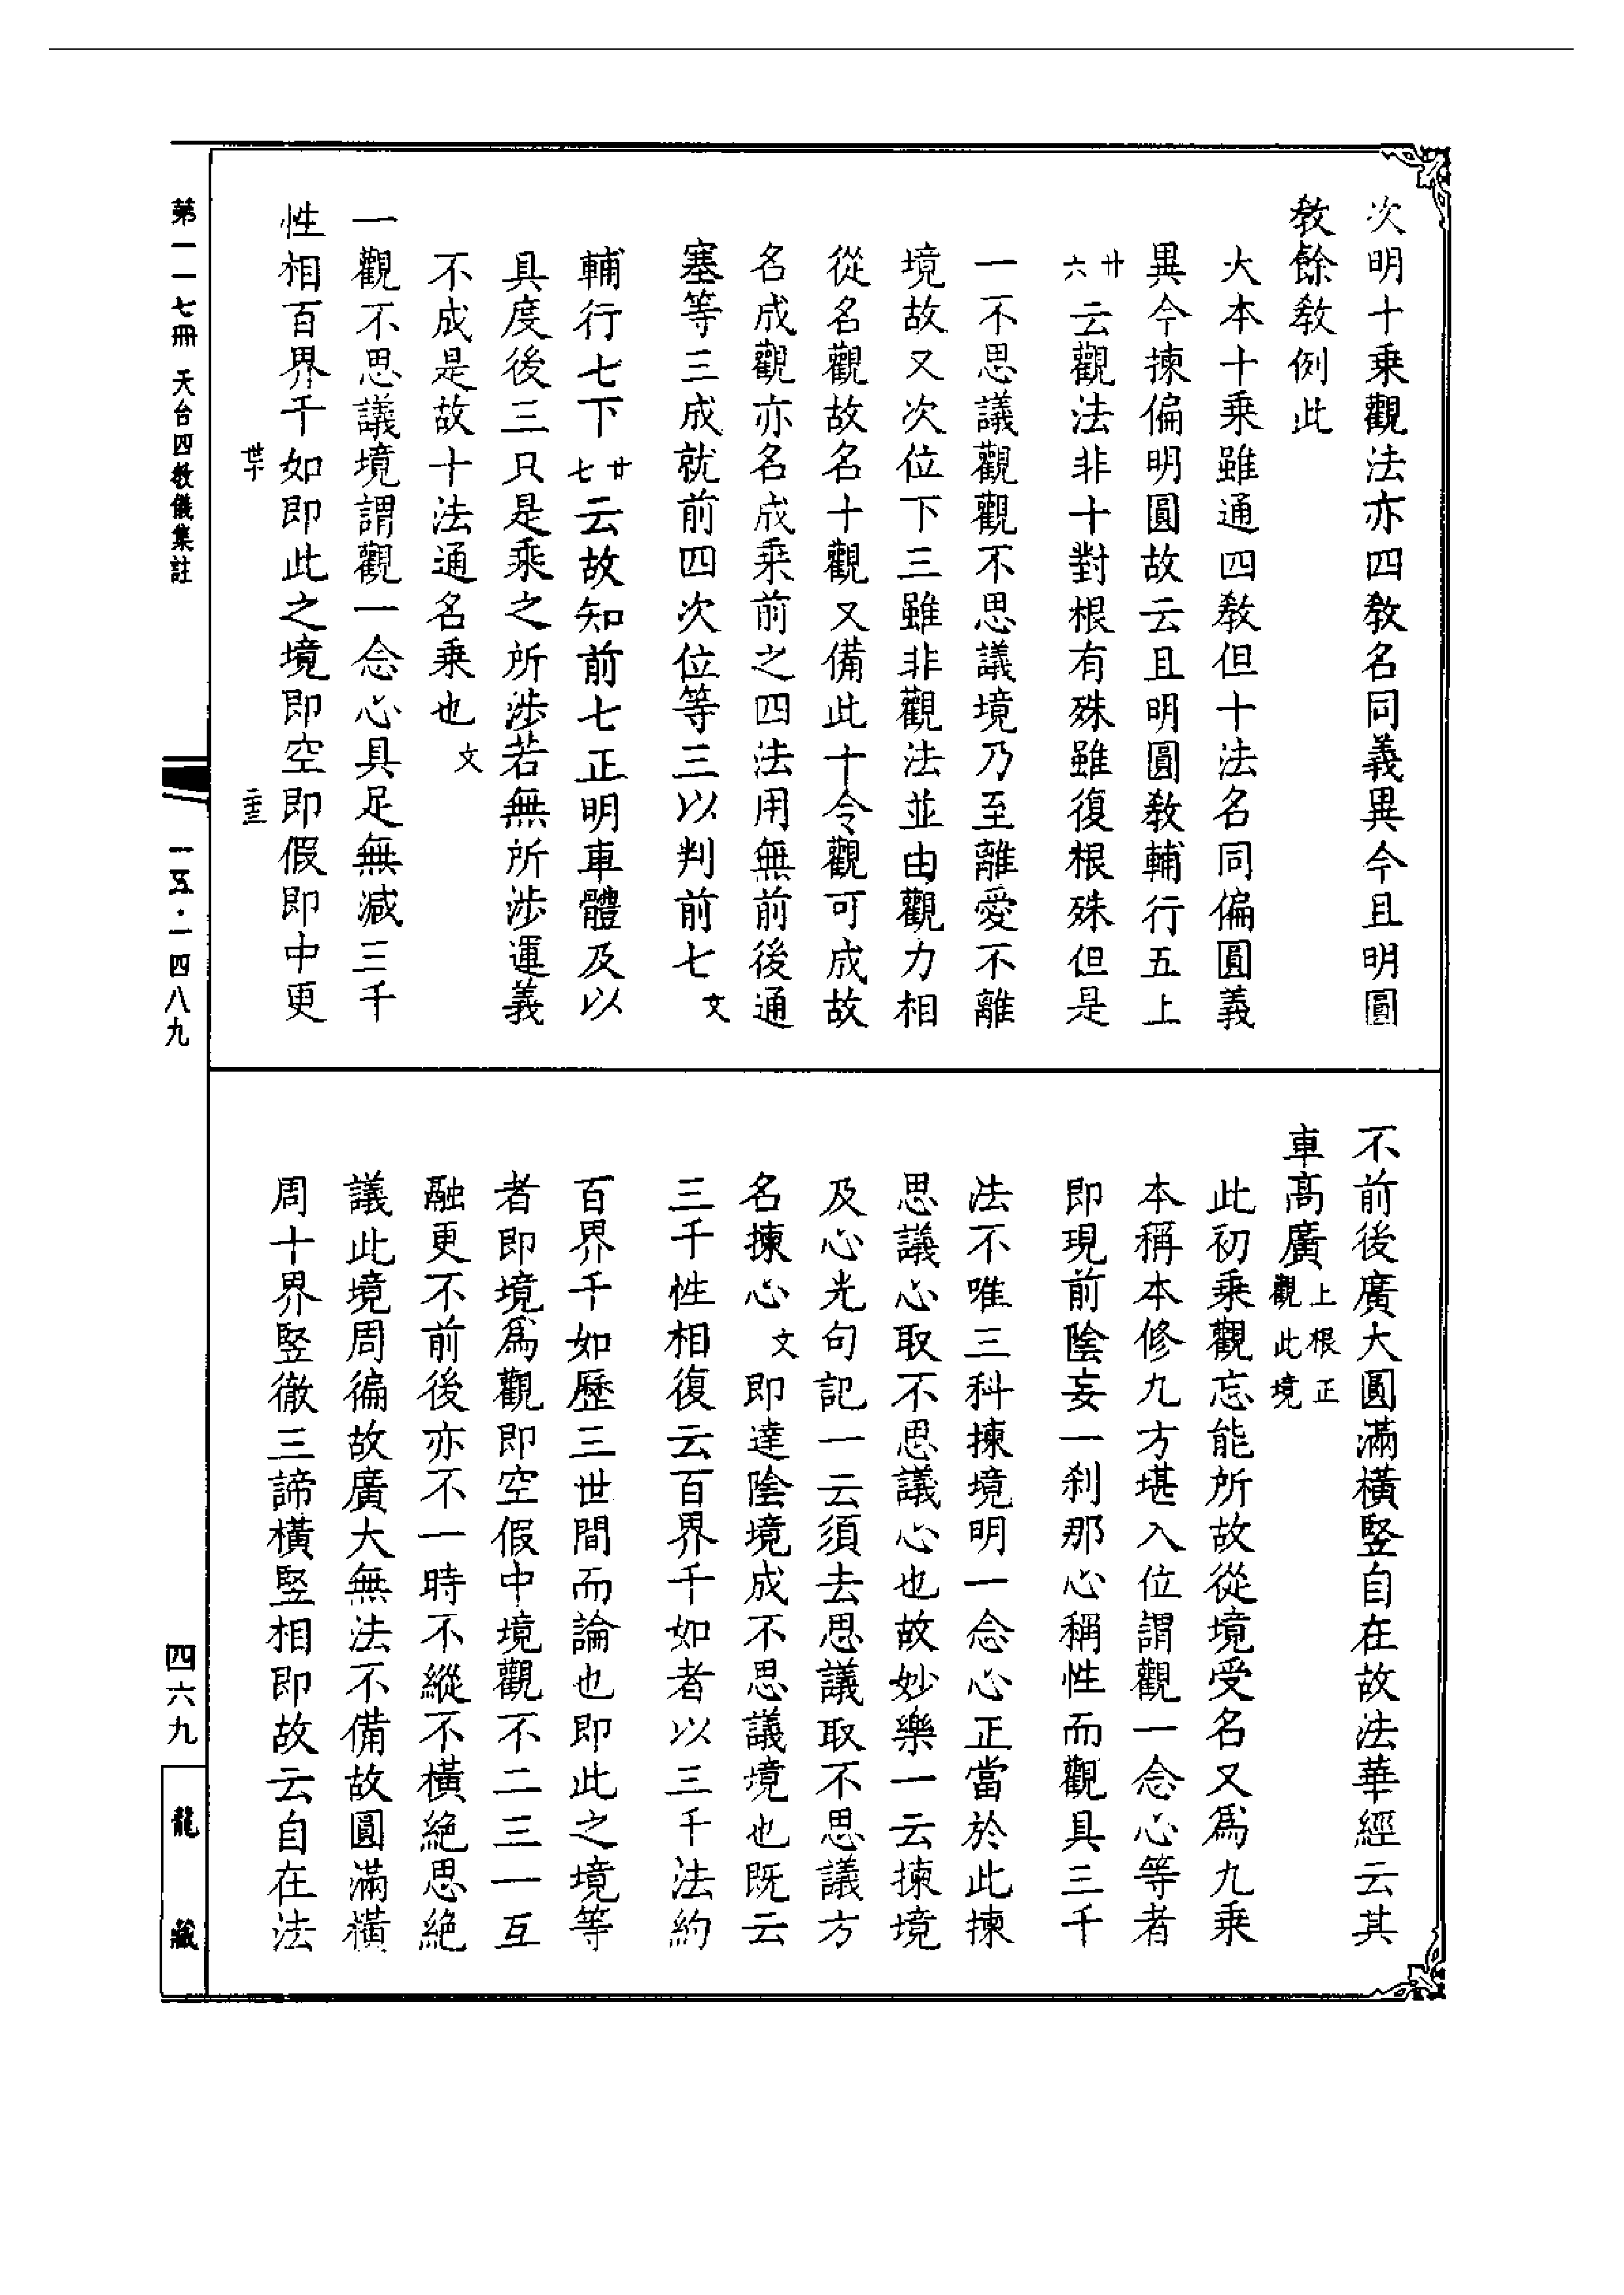 次明十乘觀法亦四敎名同義異今且明圓
敎餘敎例此
大本十乘雖通四敎但十法名同偏圓義
異今揀偏明圓故云且明圓敎輔行五上
廿六云觀法非十對根有殊雖復根殊但是
一不思議觀觀不思議境乃至離愛不離
境故又次位下三雖非觀法並由觀力相
從名觀故名十觀又備此十令觀可成故
名成觀亦名成乘前之四法用無前後通
塞等三成就前四次位等三以判前七文
輔行七下廿七云故知前七正明車體及以
具度後三只是乘之所涉若無所涉運義
不成是故十法通名乘也文
一觀不思議境謂觀一念心具足無减三千
性相百界千如即此之境即空即假即中更
不前後廣大圓滿橫竪自在故法華經云其
車高廣上根正觀此境
此初乘觀忘能所故從境受名又爲九乘
本稱本修九方堪入位謂觀一念心等者
即現前陰妄一刹那心稱性而觀具三千
法不唯三科揀境明一念心正當於此揀
思議心取不思議心也故妙樂一云揀境
及心光句記一云須去思議取不思議方
名揀心文即達陰境成不思議境也既云
三千性相復云百界千如者以三千法約
百界千如歷三世間而論也即此之境等
者即境爲觀即空假中境觀不二三一互
融更不前後亦不一時不縱不橫絕思絕
議此境周徧故廣大無法不備故圓滿橫
周十界竪徹三諦橫竪相即故云自在法
第一一七冊 天台四敎儀集註
一五·一四八九
四六九
龍藏